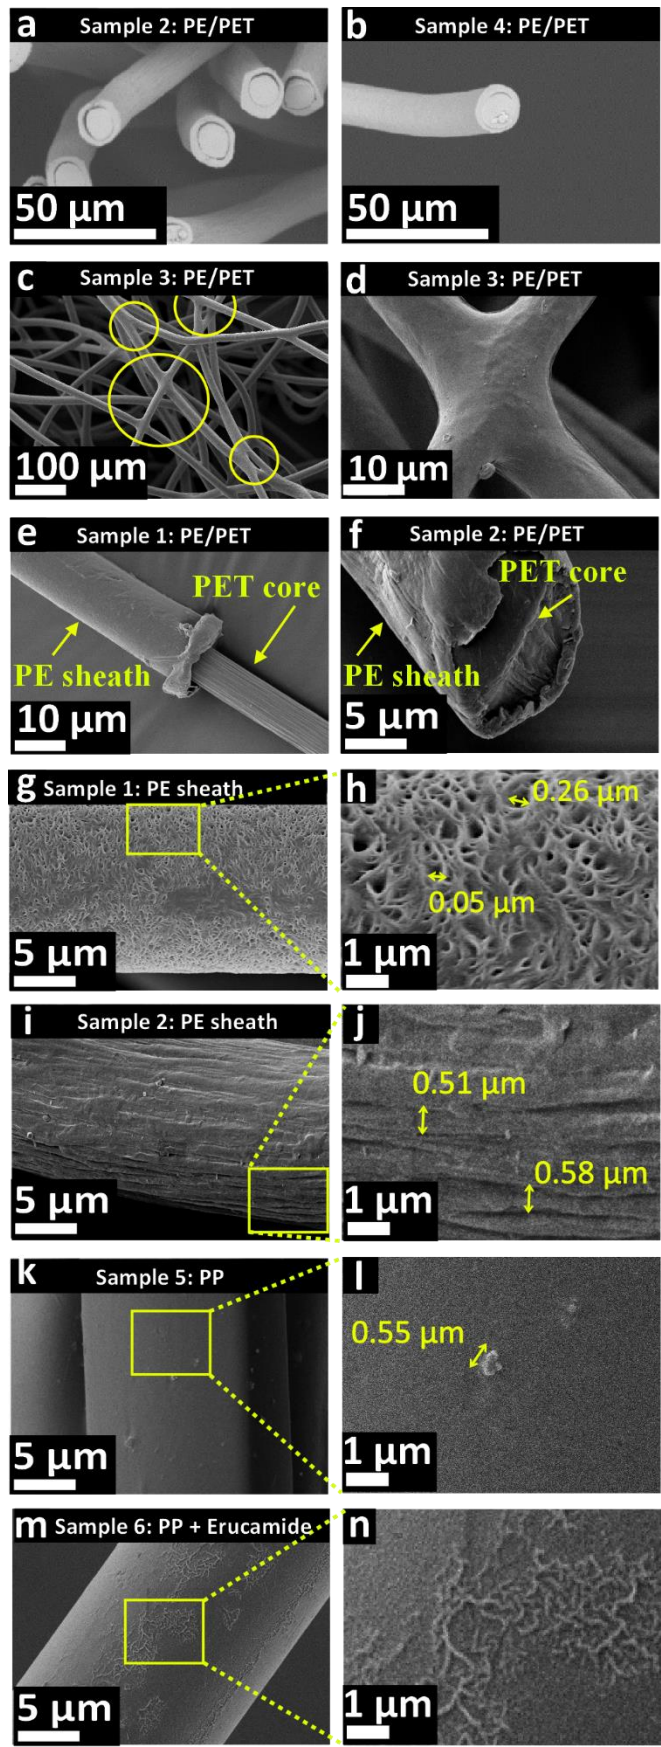 a Sample 2: PE/PET
50 µm
b Sample 4: PE/PET
50 µm
c Sample 3: PE/PET
100 µm
d Sample 3: PE/PET
10 µm
e Sample 1: PE/PET
PET core
PE sheath
10 µm
f Sample 2: PE/PET
PET core
PE sheath
5 µm
g Sample 1: PE sheath
5 µm
h
0.26 µm
0.05 µm
1 µm
i Sample 2: PE sheath
5 µm
j
0.51 µm
0.58 µm
1 µm
k Sample 5: PP
5 µm
l
0.55 µm
1 µm
m Sample 6: PP + Erucamide
5 µm
n
1 µm